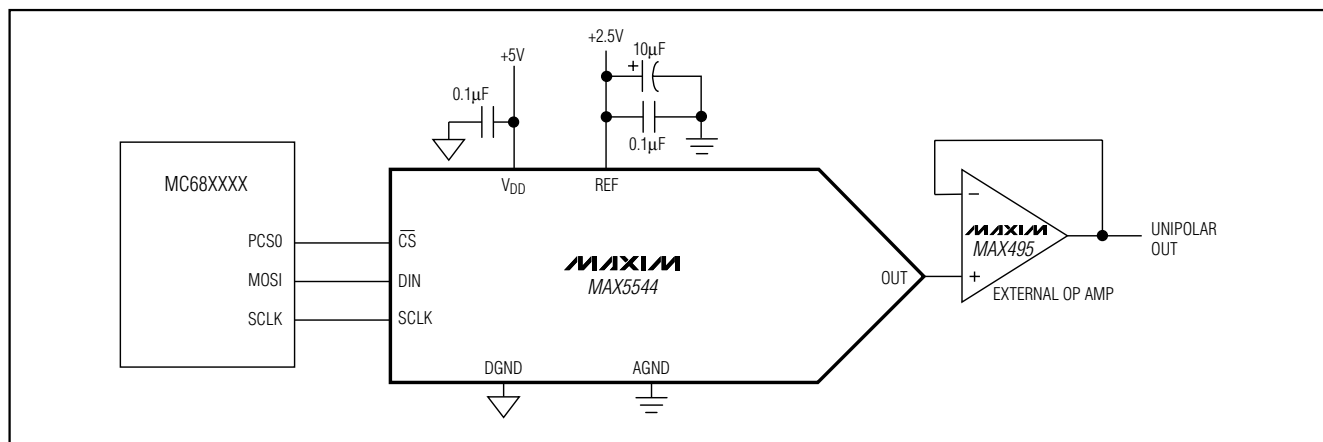 +5V
+2.5V
10μF
+
0.1μF
0.1μF
MC68XXXX
VDD
REF
PCS0
CS
MOSI
DIN
SCLK
SCLK
MAXIM
MAX5544
OUT
DGND
AGND
−
MAXIM
MAX495
+
EXTERNAL OP AMP
UNIPOLAR
OUT